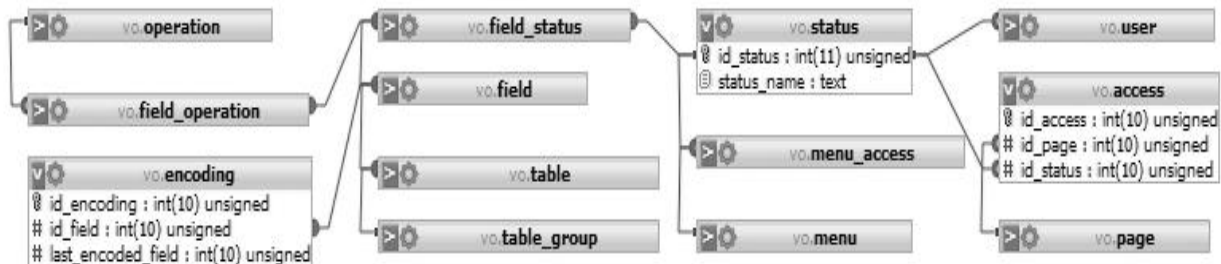 vo.operation
vo.field_operation
vo.encoding
id_encoding : int(10) unsigned
# id_field : int(10) unsigned
# last_encoded_field : int(10) unsigned
vo.field_status
vo.field
vo.table
vo.table_group
vo.status
id_status : int(11) unsigned
status_name : text
vo.menu_access
vo.menu
vo.user
vo.access
id_access : int(10) unsigned
# id_page : int(10) unsigned
# id_status : int(10) unsigned
vo.page